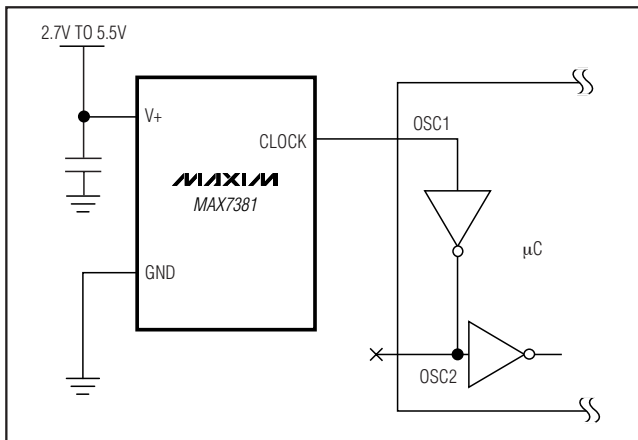 2.7V TO 5.5V
V+
CLOCK
OSC1
MAXIM
MAX7381
μC
GND
OSC2